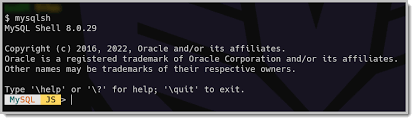 $ mysqlsh
MySQL Shell 8.0.29
Copyright (c) 2016, 2022, Oracle and/or its affiliates.
Oracle is a registered trademark of Oracle Corporation and/or its affiliates.
Other names may be trademarks of their respective owners.
Type '\help' or '\?' for help; '\quit' to exit.
MySQL JS >